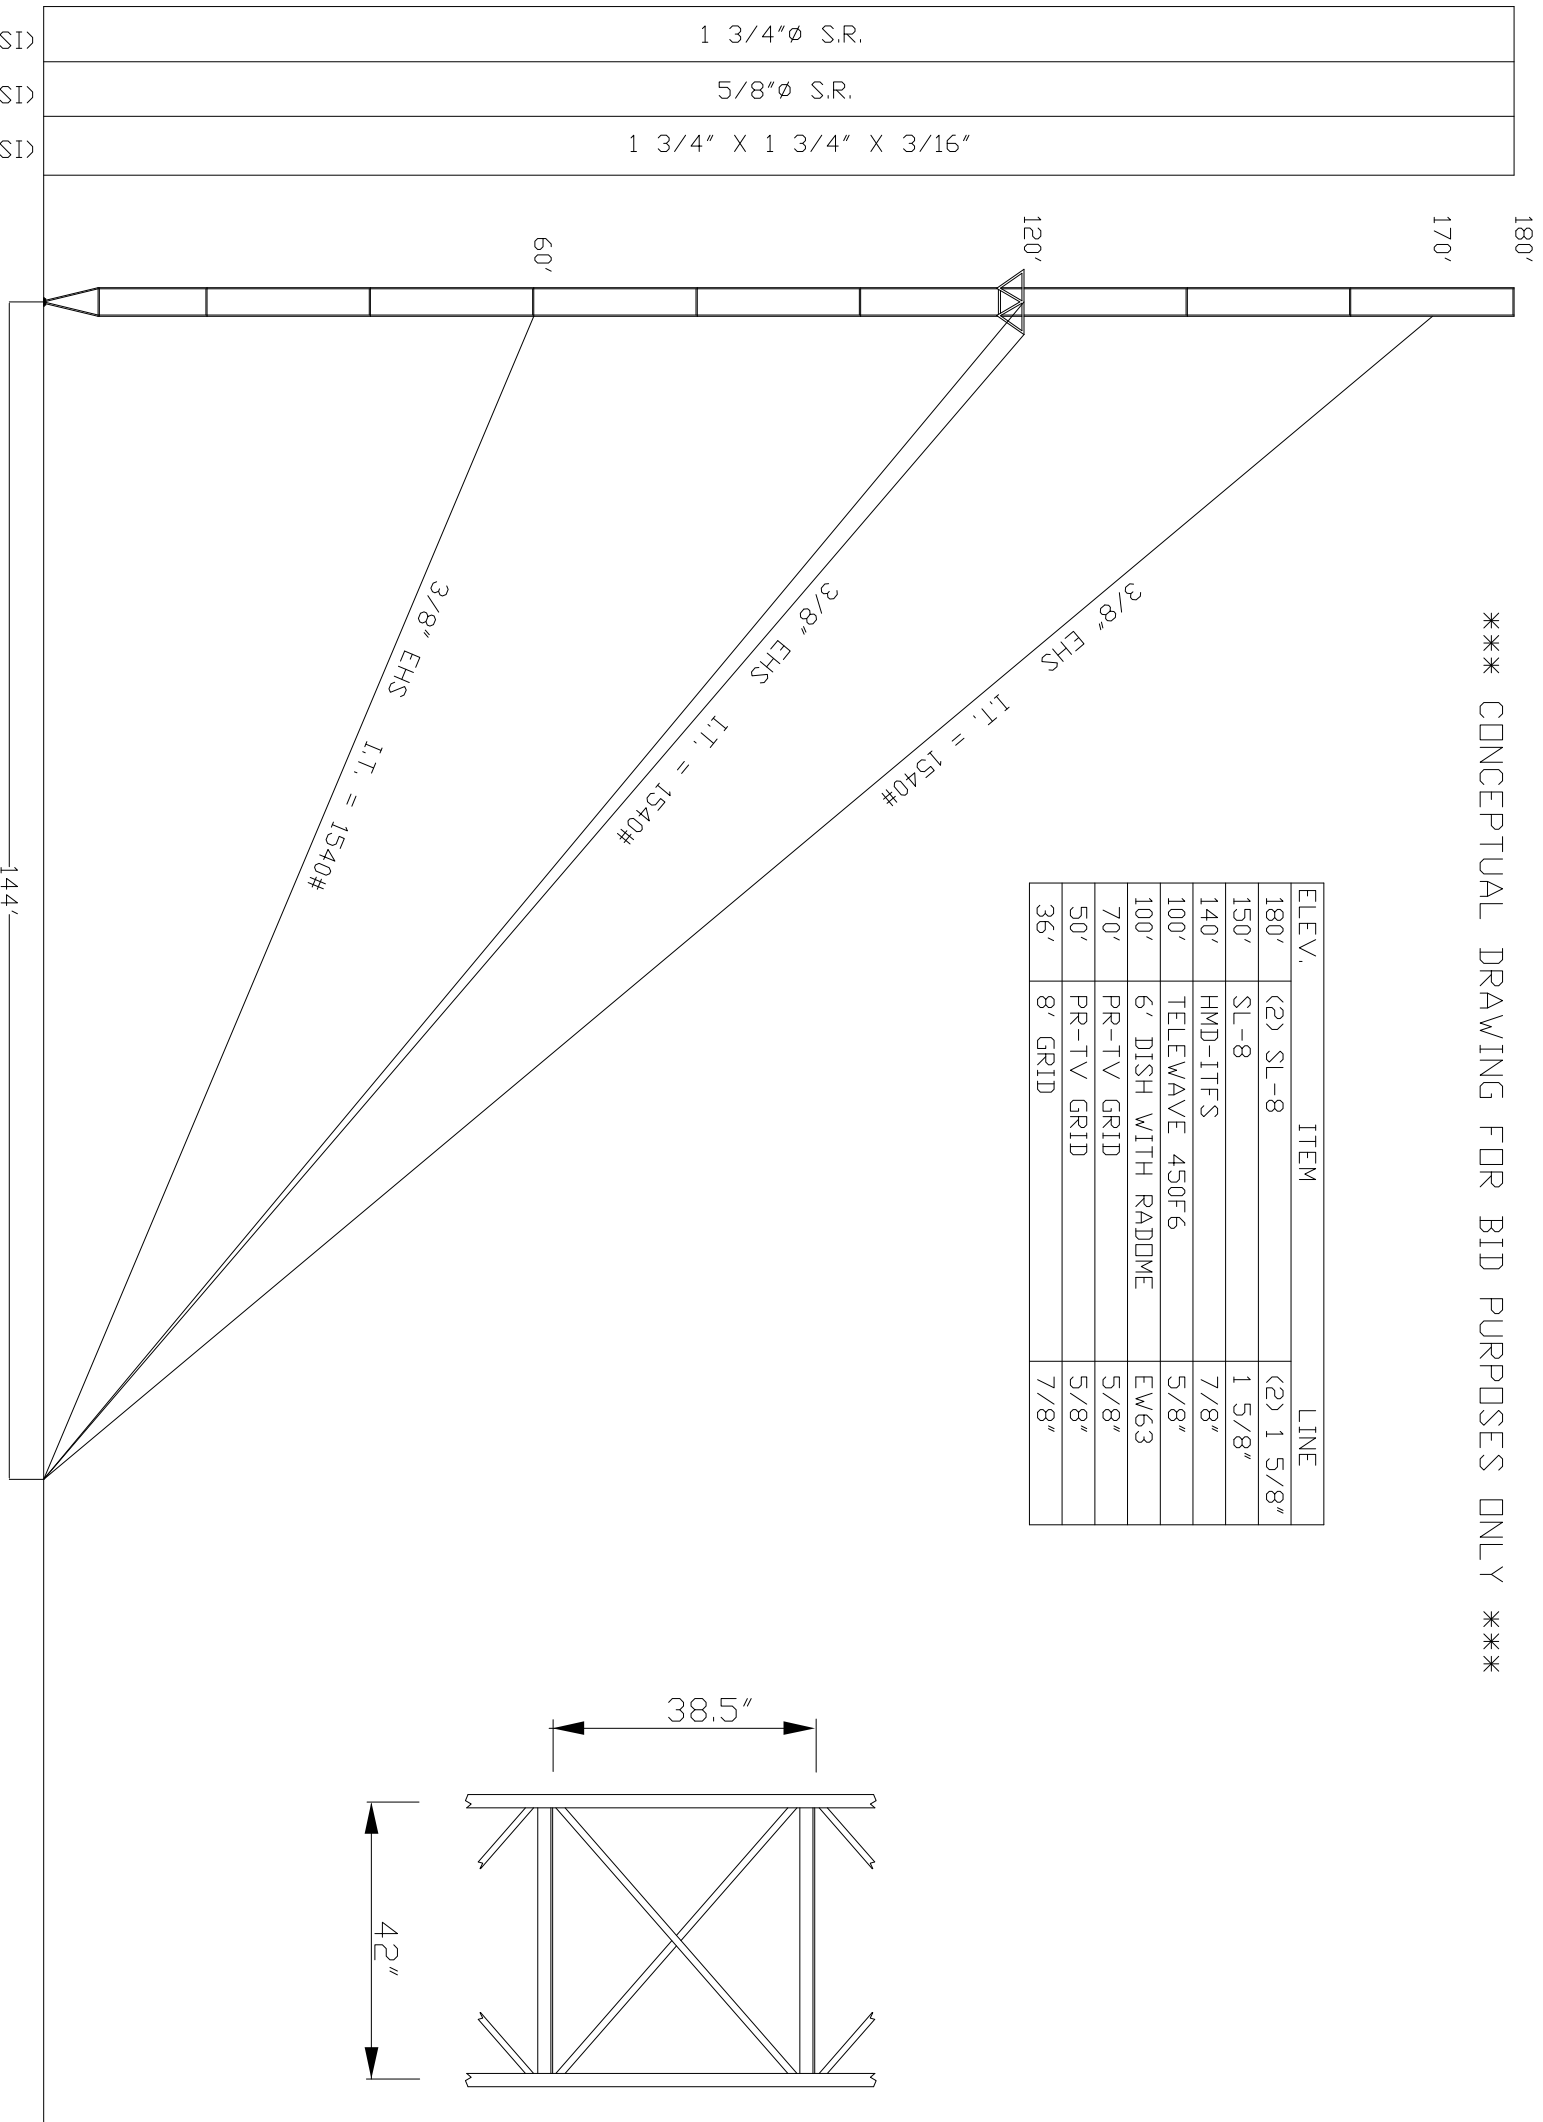 *** CONCEPTUAL DRAWING FOR BID PURPOSES ONLY ***
180'
170'
120'
60'
1 3/4"Ø S.R.
5/8"Ø S.R.
1 3/4" X 1 3/4" X 3/16"
SI)
SI)
SI)
3/8" EHS I.T. = 1540#
3/8" EHS I.T. = 1540#
3/8" EHS I.T. = 1540#
144'
ELEV. ITEM LINE
180' (2) SL-8 (2) 1 5/8"
150' SL-8 1 5/8"
140' HMD-ITFS 7/8"
100' TELEWAVE 450F6 5/8"
100' 6' DISH WITH RADOME EW63
70' PR-TV GRID 5/8"
50' PR-TV GRID 5/8"
36' 8' GRID 7/8"
38.5"
42"